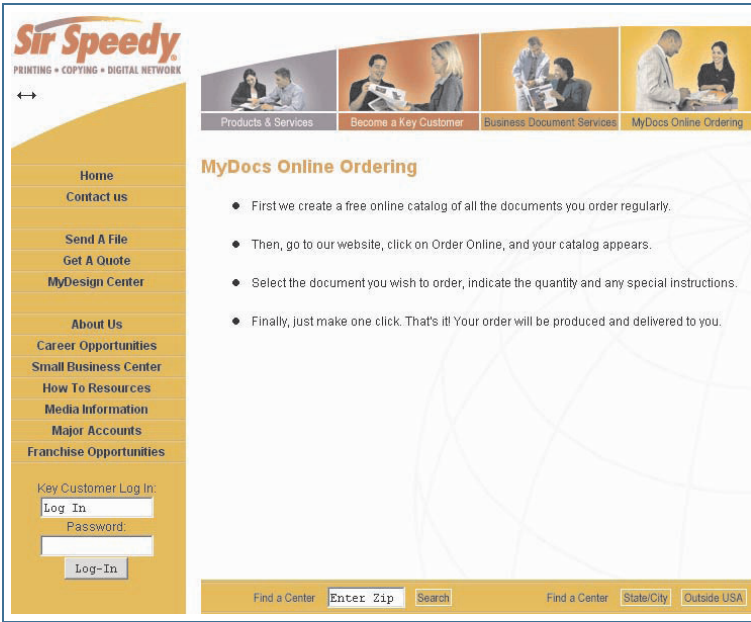 Sir Speedy
PRINTING • COPYING • DIGITAL NETWORK
Products & Services
Become a Key Customer
Business Document Services
MyDocs Online Ordering
Home
Contact us
Send A File
Get A Quote
MyDesign Center
About Us
Career Opportunities
Small Business Center
How To Resources
Media Information
Major Accounts
Franchise Opportunities
Key Customer Log In:
Log In
Password:
Log-In
MyDocs Online Ordering
First we create a free online catalog of all the documents you order regularly.
Then, go to our website, click on Order Online, and your catalog appears.
Select the document you wish to order, indicate the quantity and any special instructions.
Finally, just make one click. That's it! Your order will be produced and delivered to you.
Find a Center Enter Zip Search Find a Center State/City Outside USA